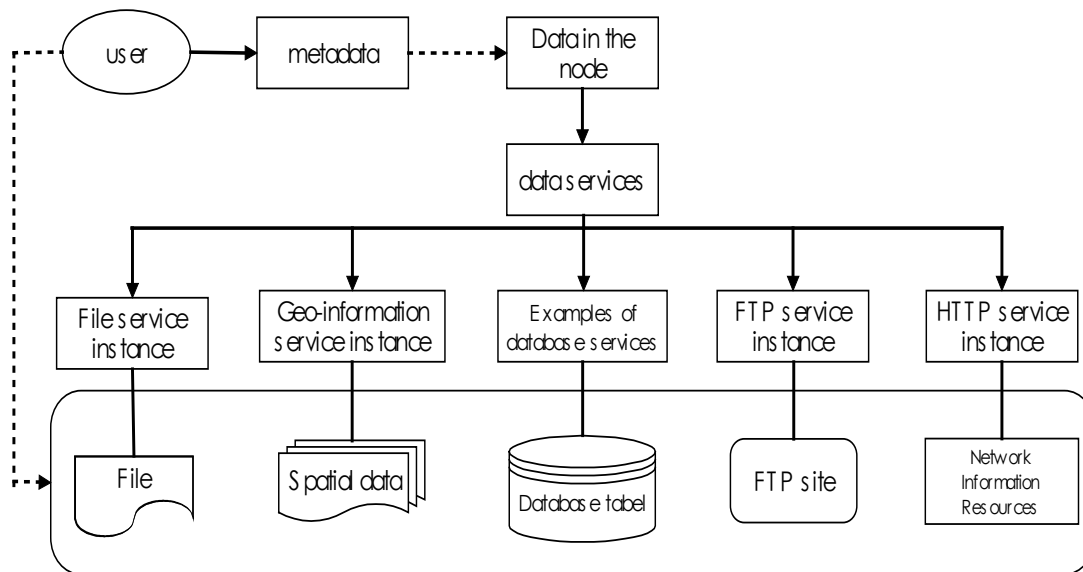 user
metadata
Data in the
node
data services
File service
instance
Geo-information
service instance
Examples of
database services
FTP service
instance
HTTP service
instance
File
Spatial data
Database tabel
FTP site
Network
Information
Resources